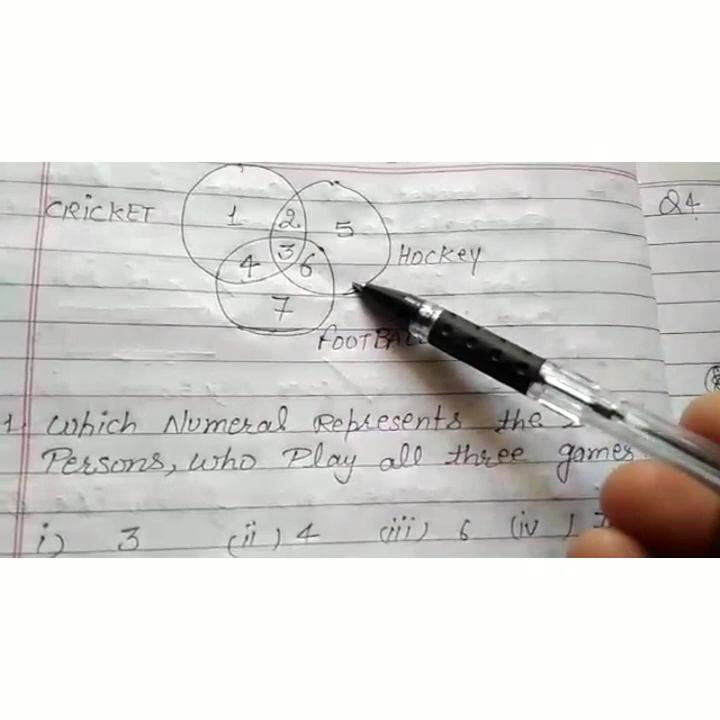 CRICKET
1 2 5
3
4 6
Hockey
7
FOOTBALL
Q4
1. Which Numeral Represents the
Persons, who Play all three games
i) 3 (ii) 4 (iii) 6 (iv)